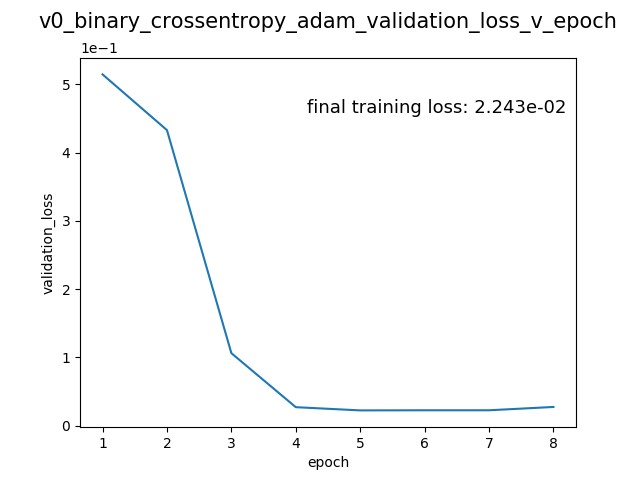 v0_binary_crossentropy_adam_validation_loss_v_epoch
1e−1
final training loss: 2.243e-02
5
4
3
2
1
0
validation_loss
1 2 3 4 5 6 7 8
epoch